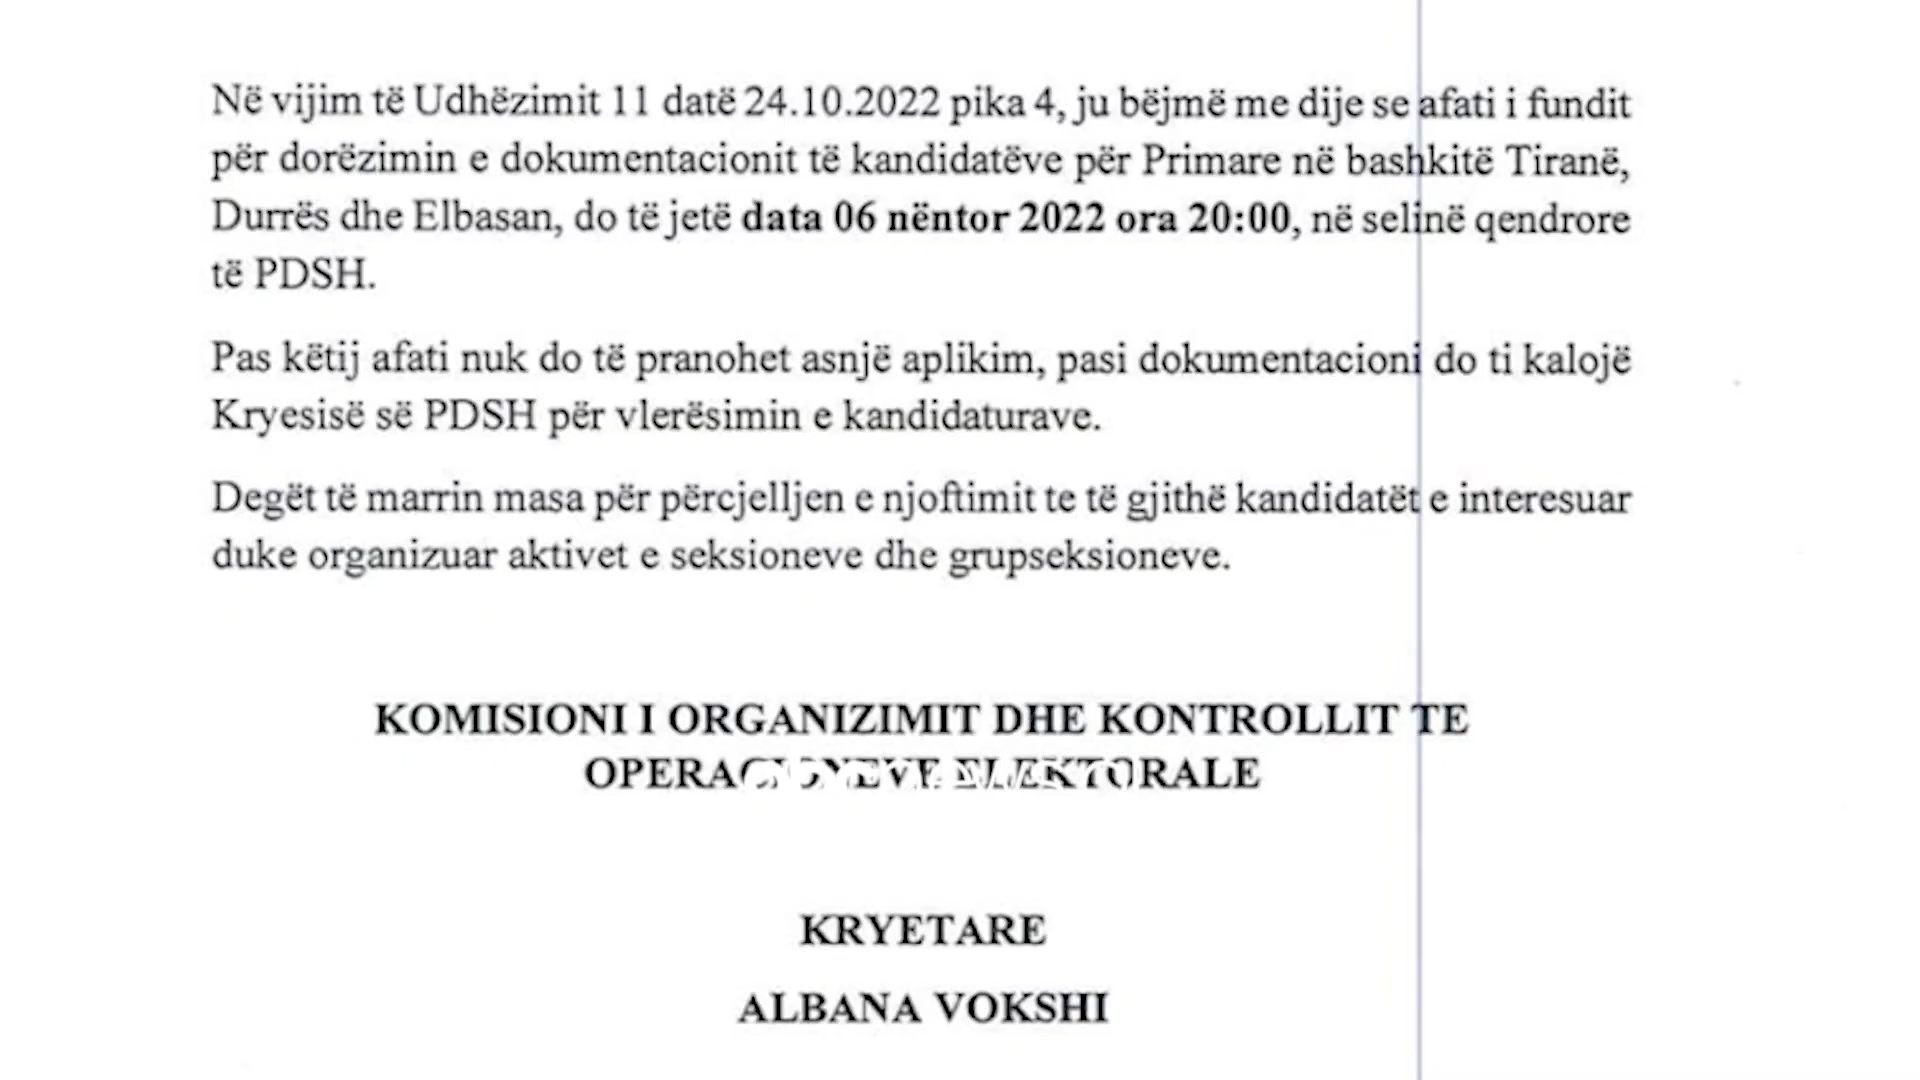 Në vijim të Udhëzimit 11 datë 24.10.2022 pika 4, ju bëjmë me dije se afati i fundit
për dorëzimin e dokumentacionit të kandidatëve për Primare në bashkitë Tiranë,
Durrës dhe Elbasan, do të jetë data 06 nëntor 2022 ora 20:00, në selinë qendrore
të PDSH.
Pas këtij afati nuk do të pranohet asnjë aplikim, pasi dokumentacioni do ti kalojë
Kryesisë së PDSH për vlerësimin e kandidaturave.
Degët të marrin masa për përcjelljen e njoftimit te të gjithë kandidatët e interesuar
duke organizuar aktivet e seksioneve dhe grupseksioneve.
KOMISIONI I ORGANIZIMIT DHE KONTROLLIT TE
OPERACIONEVE ELEKTORALE
KRYETARE
ALBANA VOKSHI